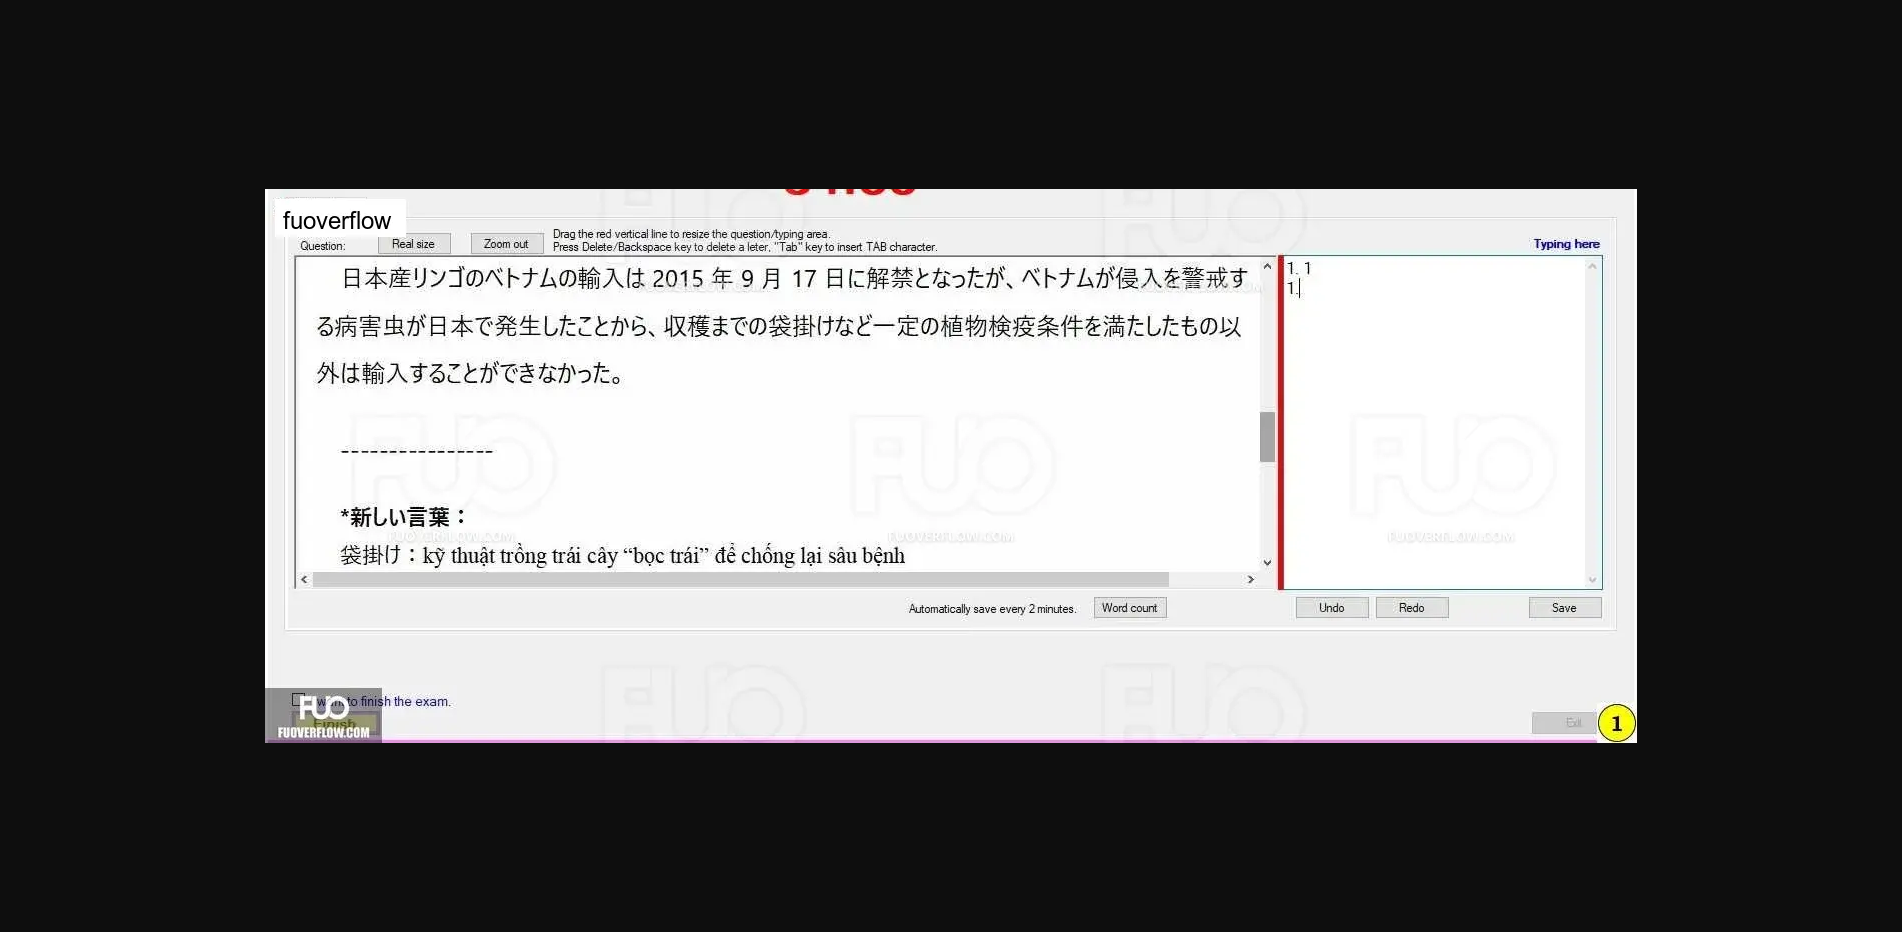 fuoverflow
Question:
Real size
Zoom out
Drag the red vertical line to resize the question/typing area.
Press Delete/Backspace key to delete a leter, "Tab" key to insert TAB character.
Typing here
日本産リンゴのベトナムの輸入は 2015 年 9 月 17 日に解禁となったが、ベトナムが侵入を警戒す
る病害虫が日本で発生したことから、収穫までの袋掛けなど一定の植物検疫条件を満たしたもの以
外は輸入することができなかった。
----------------
*新しい言葉：
袋掛け：kỹ thuật trồng trái cây “bọc trái” để chống lại sâu bệnh
1. 1
1.
Automatically save every 2 minutes.
Word count
Undo
Redo
Save
want to finish the exam.
Finish
FUO
FUOVERFLOW.COM
Exit
1